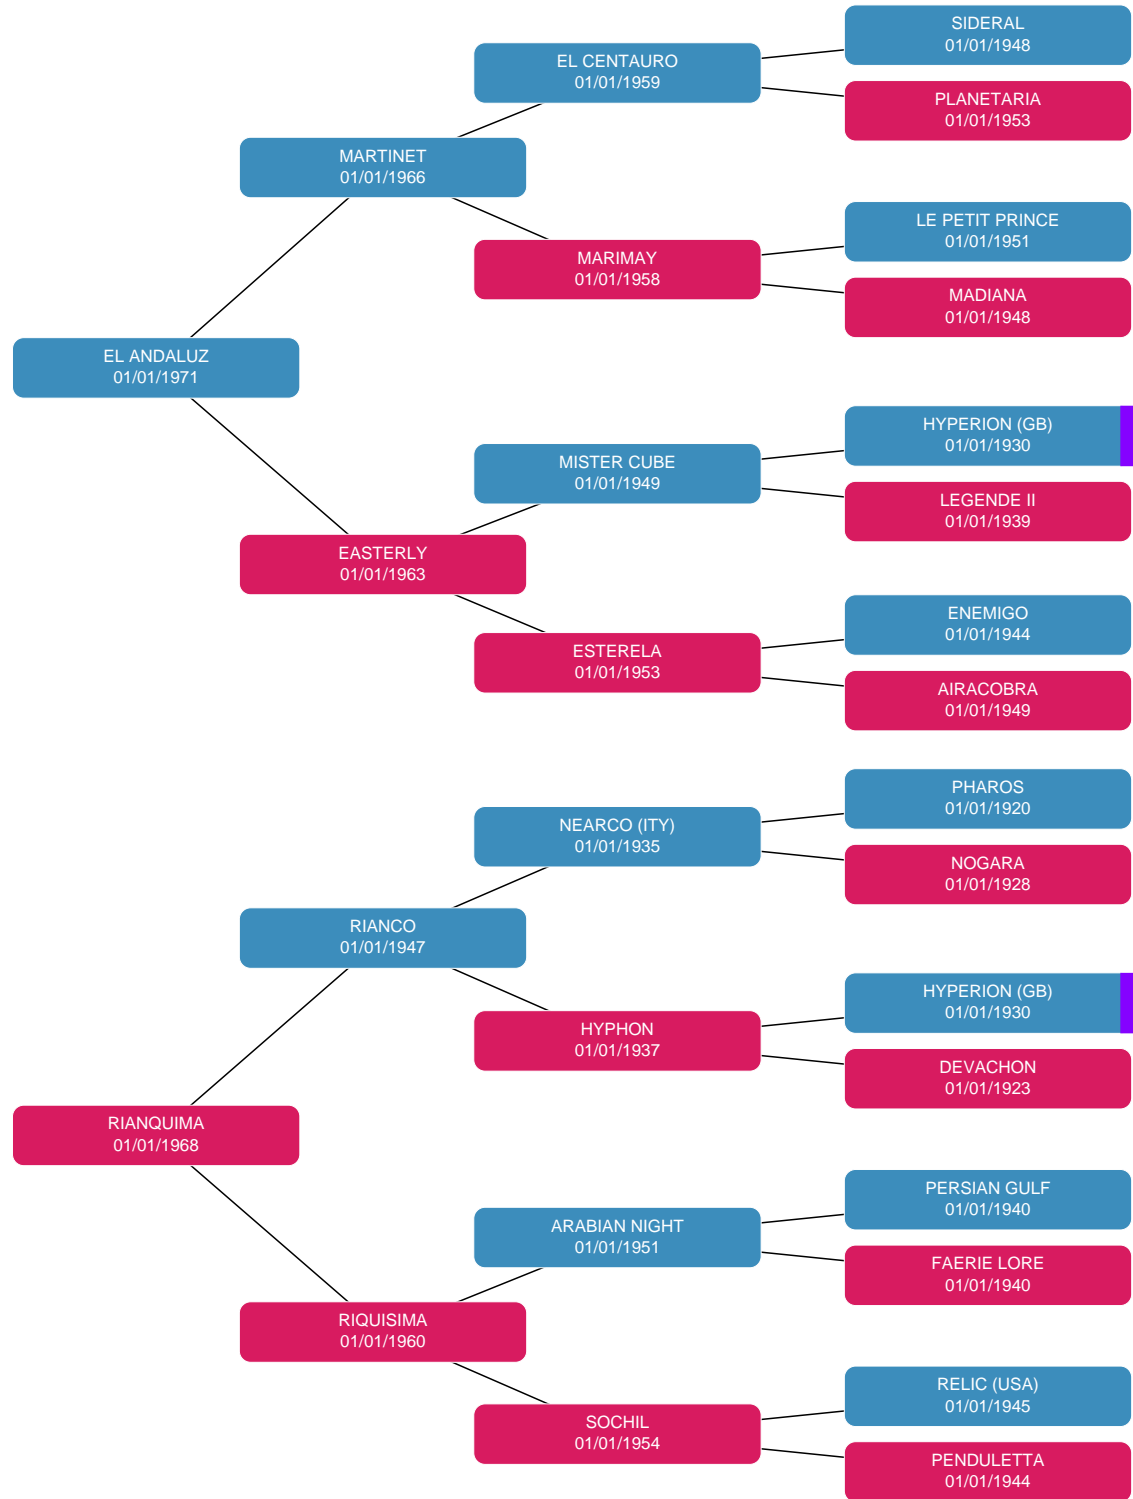 SIDERAL
01/01/1948
EL CENTAURO
01/01/1959
PLANETARIA
01/01/1953
MARTINET
01/01/1966
LE PETIT PRINCE
01/01/1951
MARIMAY
01/01/1958
MADIANA
01/01/1948
EL ANDALUZ
01/01/1971
HYPERION (GB)
01/01/1930
MISTER CUBE
01/01/1949
LEGENDE II
01/01/1939
EASTERLY
01/01/1963
ENEMIGO
01/01/1944
ESTERELA
01/01/1953
AIRACOBRA
01/01/1949
PHAROS
01/01/1920
NEARCO (ITY)
01/01/1935
NOGARA
01/01/1928
RIANCO
01/01/1947
HYPERION (GB)
01/01/1930
HYPHON
01/01/1937
DEVACHON
01/01/1923
RIANQUIMA
01/01/1968
PERSIAN GULF
01/01/1940
ARABIAN NIGHT
01/01/1951
FAERIE LORE
01/01/1940
RIQUISIMA
01/01/1960
RELIC (USA)
01/01/1945
SOCHIL
01/01/1954
PENDULETTA
01/01/1944